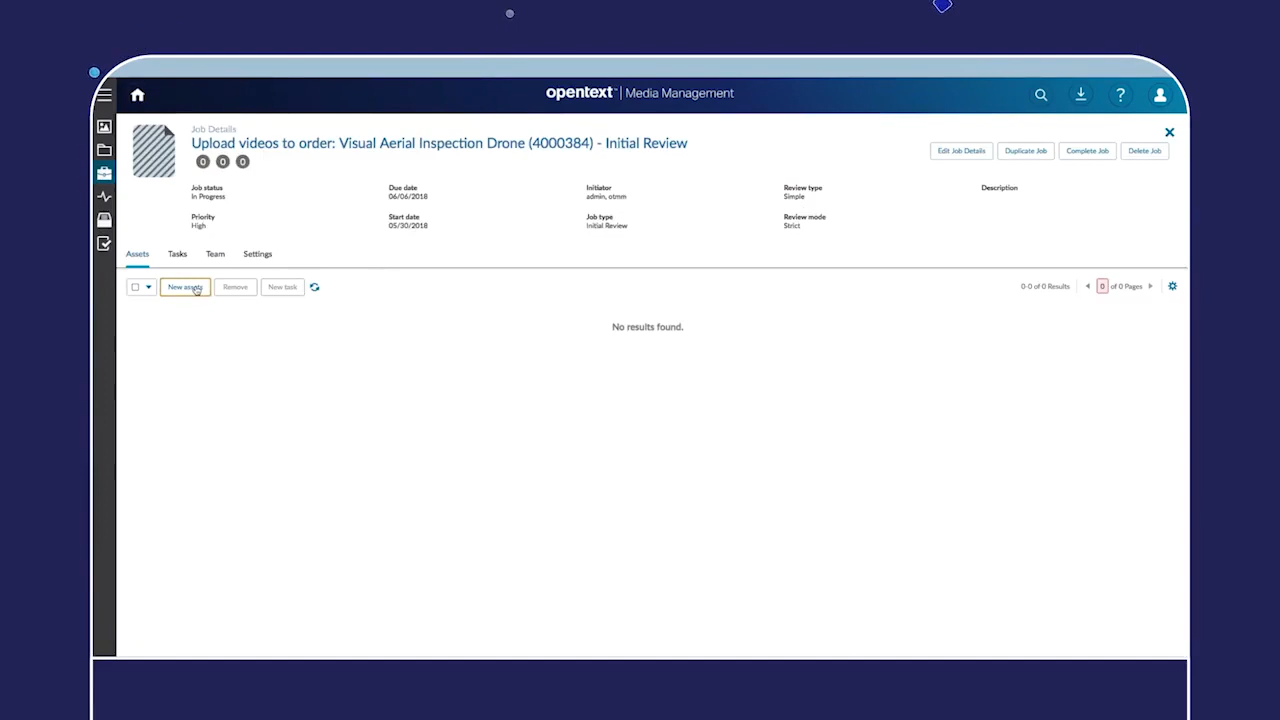 opentext™ | Media Management
?
Job Details
Upload videos to order: Visual Aerial Inspection Drone (4000384) - Initial Review
0 0 0
Edit Job Details Duplicate Job Complete Job Delete Job
Job status Due date Initiator Review type Description
In Progress 06/06/2018 admin, otmm Simple
Priority Start date Job type Review mode
High 05/30/2018 Initial Review Strict
Assets Tasks Team Settings
New assets Remove New task 0-0 of 0 Results 0 of 0 Pages
No results found.